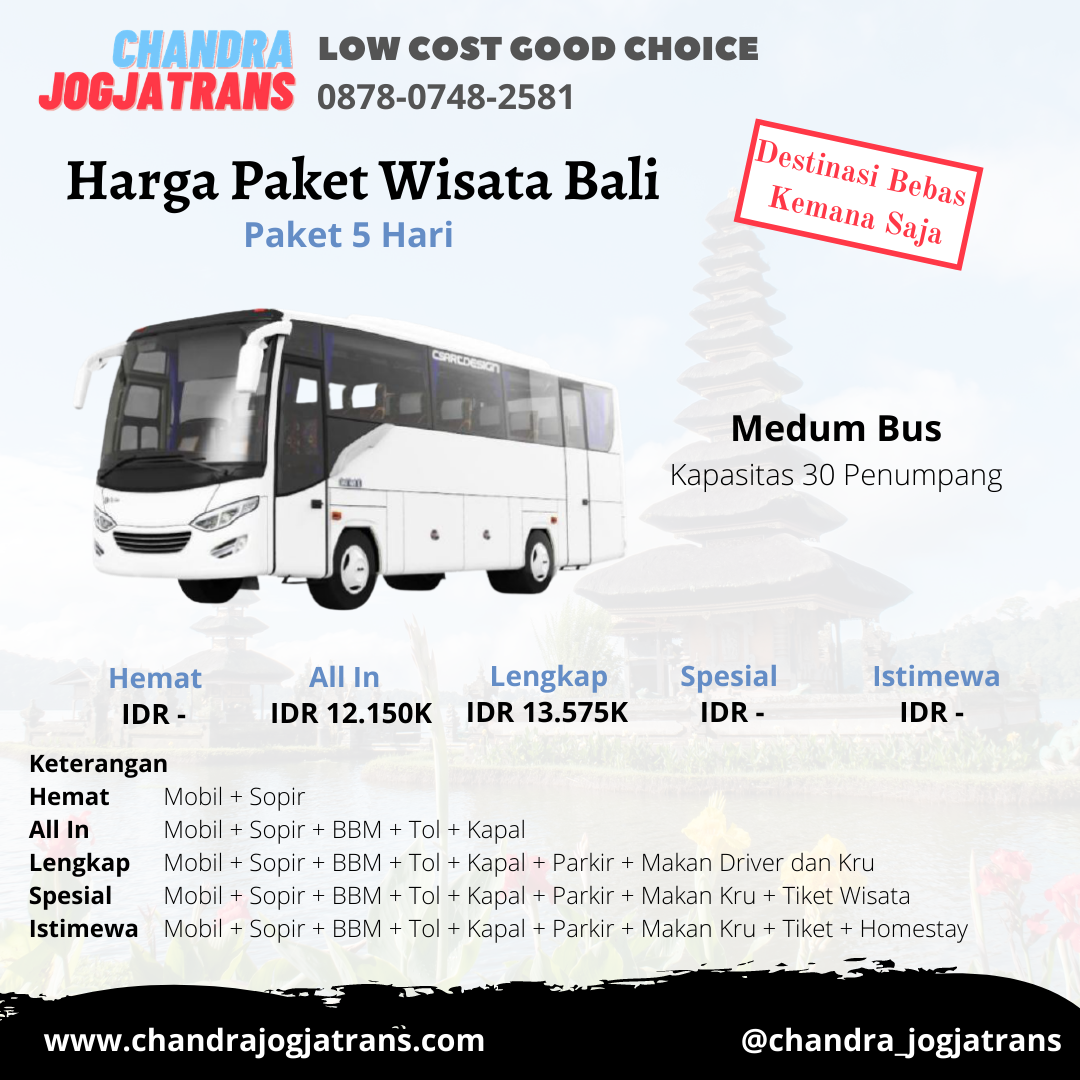 CHANDRA
JOGJATRANS
LOW COST GOOD CHOICE
0878-0748-2581
Harga Paket Wisata Bali
Paket 5 Hari
Destinasi Bebas
Kemana Saja
CSARTDESIGN
Medum Bus
Kapasitas 30 Penumpang
Hemat
IDR -
All In
IDR 12.150K
Lengkap
IDR 13.575K
Spesial
IDR -
Istimewa
IDR -
Keterangan
Hemat Mobil + Sopir
All In Mobil + Sopir + BBM + Tol + Kapal
Lengkap Mobil + Sopir + BBM + Tol + Kapal + Parkir + Makan Driver dan Kru
Spesial Mobil + Sopir + BBM + Tol + Kapal + Parkir + Makan Kru + Tiket Wisata
Istimewa Mobil + Sopir + BBM + Tol + Kapal + Parkir + Makan Kru + Tiket + Homestay
www.chandrajogjatrans.com
@chandra_jogjatrans